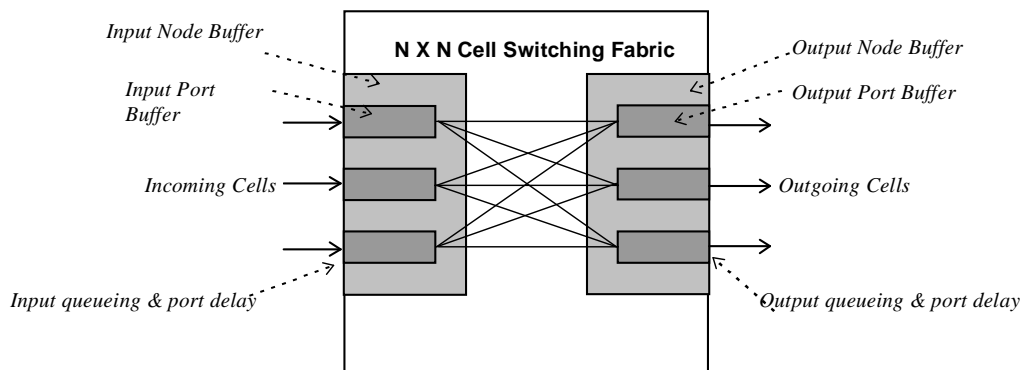 Input Node Buffer
N X N Cell Switching Fabric
Output Node Buffer
Input Port
Buffer
Output Port Buffer
Incoming Cells
Outgoing Cells
Input queueing & port delay
Output queueing & port delay